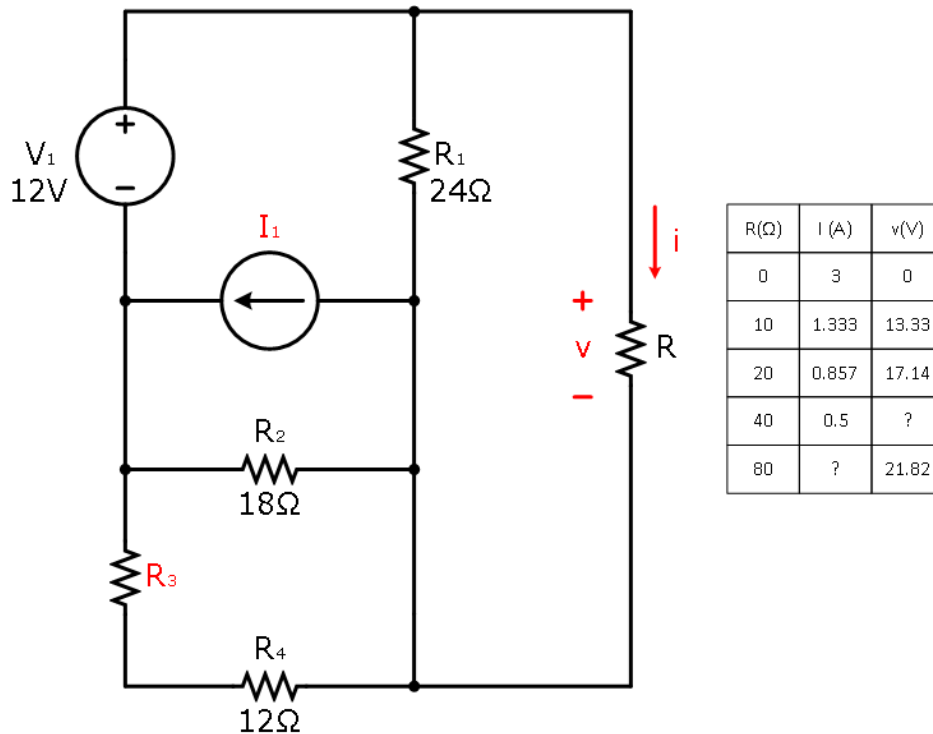 +
V₁
12V
−
R₁
24Ω
I₁
i
+
v
−
R
R₂
18Ω
R₃
R₄
12Ω
R(Ω) I (A) v(V)
0 3 0
10 1.333 13.33
20 0.857 17.14
40 0.5 ?
80 ? 21.82